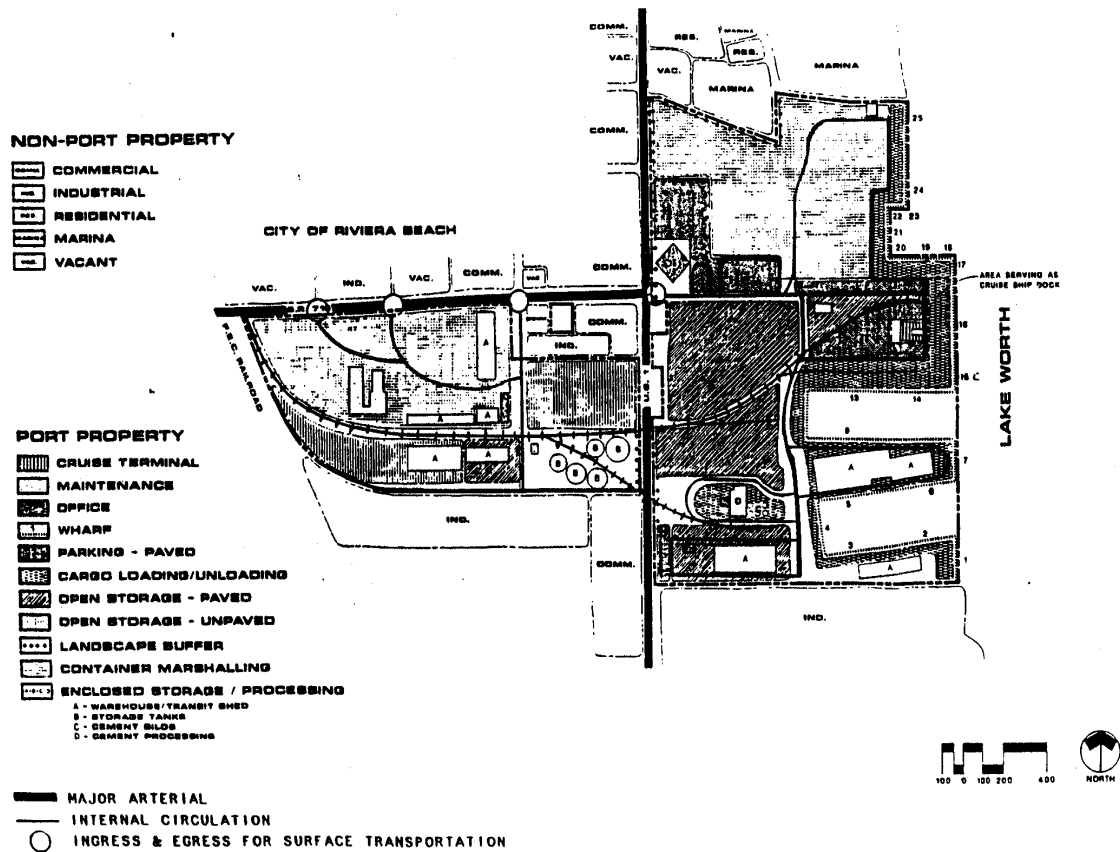 COMM.
RES.
MARINA
RES.
VAC.
VAC.
MARINA
MARINA
COMM.
25
24
22 23
21
20 19 18
17
AREA SERVING AS
CRUISE SHIP DOCK
16
13 14
9
7
A A
6
5
4
3
2
1
A
LAKE WORTH
NON-PORT PROPERTY
COMMERCIAL
INDUSTRIAL
RESIDENTIAL
MARINA
VACANT
CITY OF RIVIERA BEACH
VAC.
IND.
VAC.
COMM.
COMM.
COMM.
IND.
A
A
A
A
A
B
B
B
B
B
D
A
F.E.C. RAILROAD
U.S. 1
IND.
COMM.
IND.
PORT PROPERTY
CRUISE TERMINAL
MAINTENANCE
OFFICE
WHARF
PARKING - PAVED
CARGO LOADING/UNLOADING
OPEN STORAGE - PAVED
OPEN STORAGE - UNPAVED
LANDSCAPE BUFFER
CONTAINER MARSHALLING
ENCLOSED STORAGE / PROCESSING
A - WAREHOUSE/TRANSIT SHED
B - STORAGE TANKS
C - CEMENT SILOS
D - CEMENT PROCESSING
MAJOR ARTERIAL
INTERNAL CIRCULATION
INGRESS & EGRESS FOR SURFACE TRANSPORTATION
100 0 100 200 400
NORTH